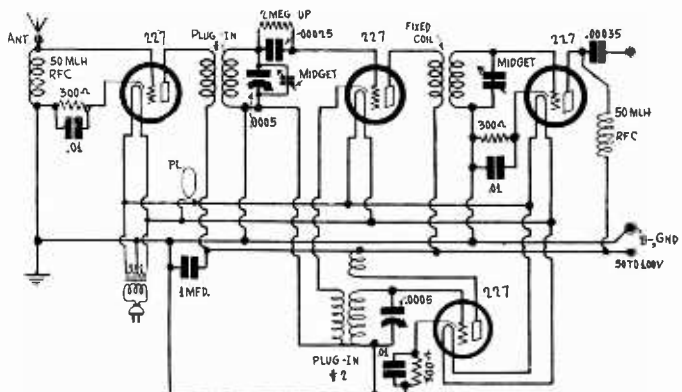 ANT.
50 MLH
RFC
300Ω
.01
227
PLUG-IN
2 MEG UP
.00025
MIDGET
.0005
227
FIXED
COIL
MIDGET
300Ω
.01
227
.00035
50 MLH
RFC
PL
B-, GND
50 TO 100V
1 MFD.
PLUG-IN
#2
.0005
.01
300Ω
227